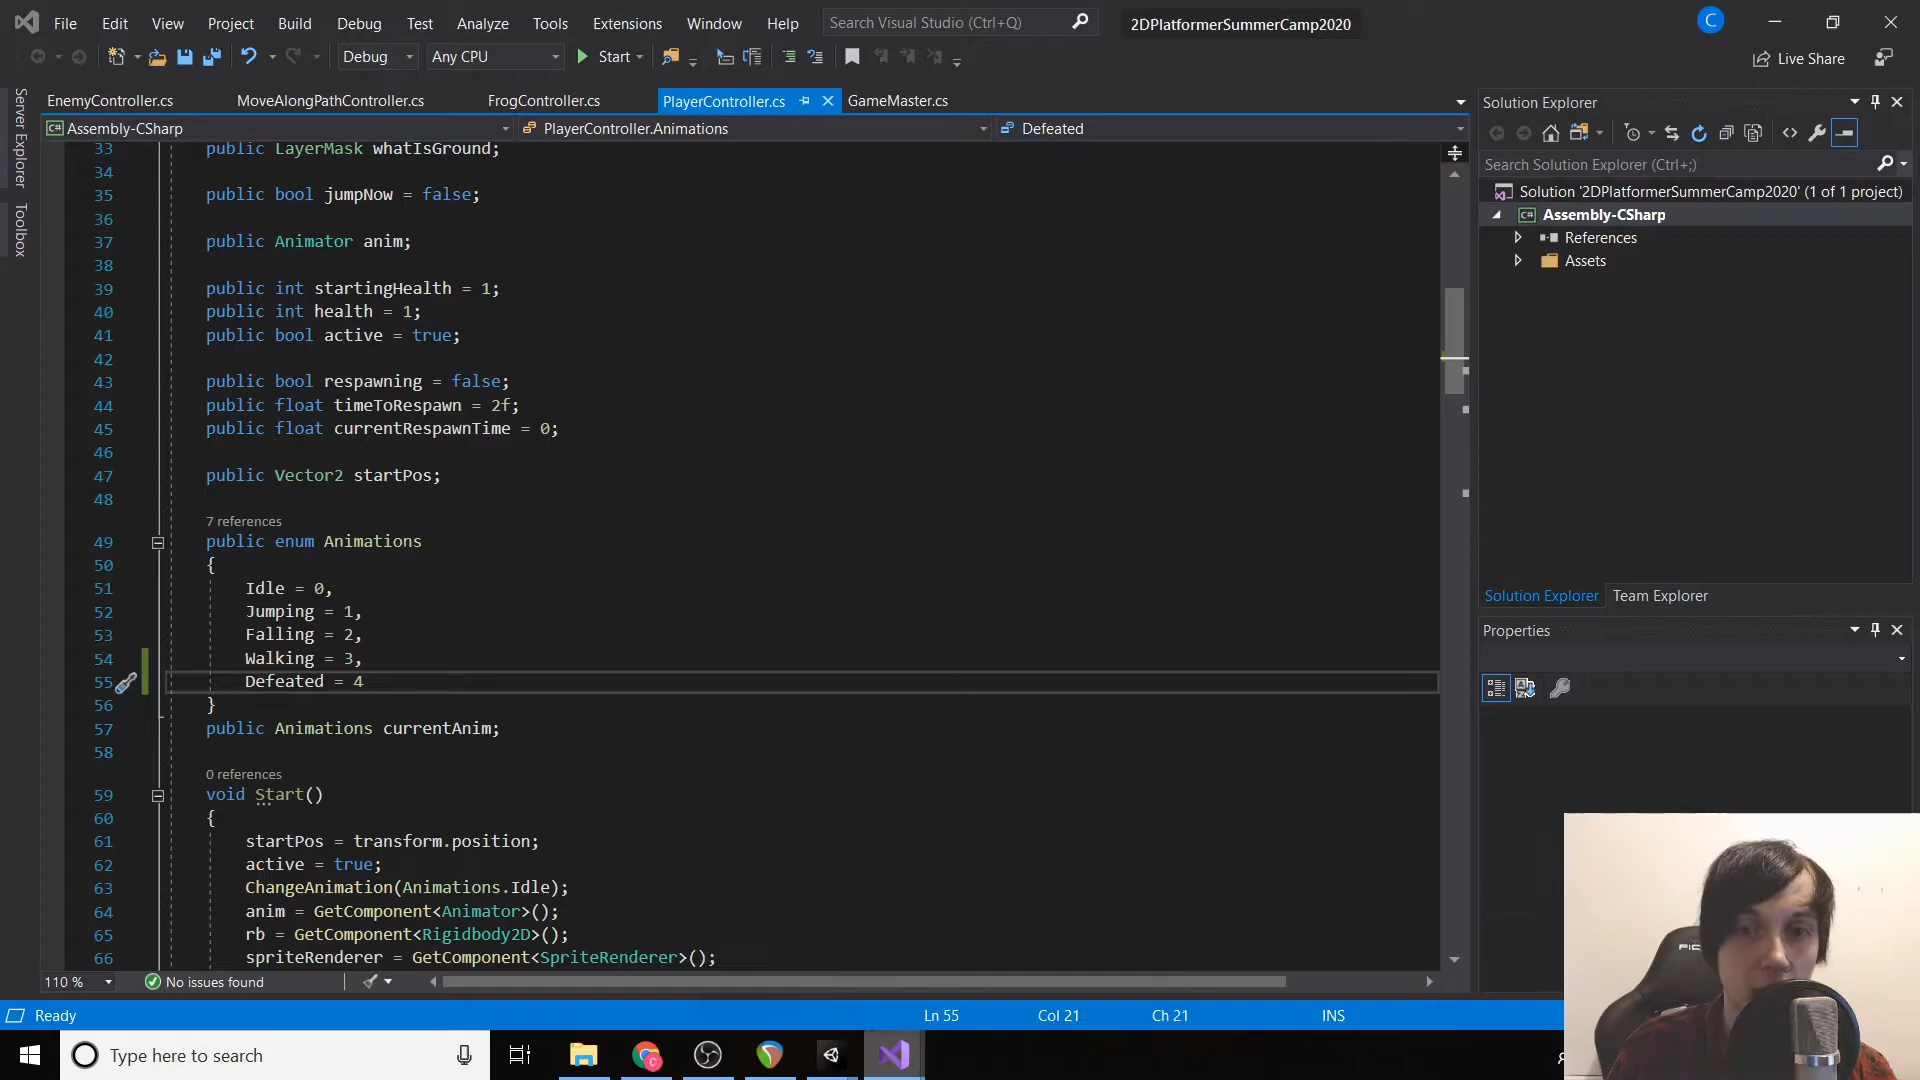 File Edit View Project Build Debug Test Analyze Tools Extensions Window Help Search Visual Studio (Ctrl+Q) 2DPlatformerSummerCamp2020 C
Debug Any CPU Start Live Share
Server Explorer
Toolbox
EnemyController.cs MoveAlongPathController.cs FrogController.cs PlayerController.cs GameMaster.cs
C# Assembly-CSharp PlayerController.Animations Defeated
33 public LayerMask whatIsGround;
34
35 public bool jumpNow = false;
36
37 public Animator anim;
38
39 public int startingHealth = 1;
40 public int health = 1;
41 public bool active = true;
42
43 public bool respawning = false;
44 public float timeToRespawn = 2f;
45 public float currentRespawnTime = 0;
46
47 public Vector2 startPos;
48
7 references
49 public enum Animations
50 {
51 Idle = 0,
52 Jumping = 1,
53 Falling = 2,
54 Walking = 3,
55 Defeated = 4
56 }
57 public Animations currentAnim;
58
0 references
59 void Start()
60 {
61 startPos = transform.position;
62 active = true;
63 ChangeAnimation(Animations.Idle);
64 anim = GetComponent<Animator>();
65 rb = GetComponent<Rigidbody2D>();
66 spriteRenderer = GetComponent<SpriteRenderer>();
110 % No issues found
Solution Explorer
Search Solution Explorer (Ctrl+;)
Solution '2DPlatformerSummerCamp2020' (1 of 1 project)
C# Assembly-CSharp
References
Assets
Solution Explorer Team Explorer
Properties
Ready Ln 55 Col 21 Ch 21 INS
Type here to search